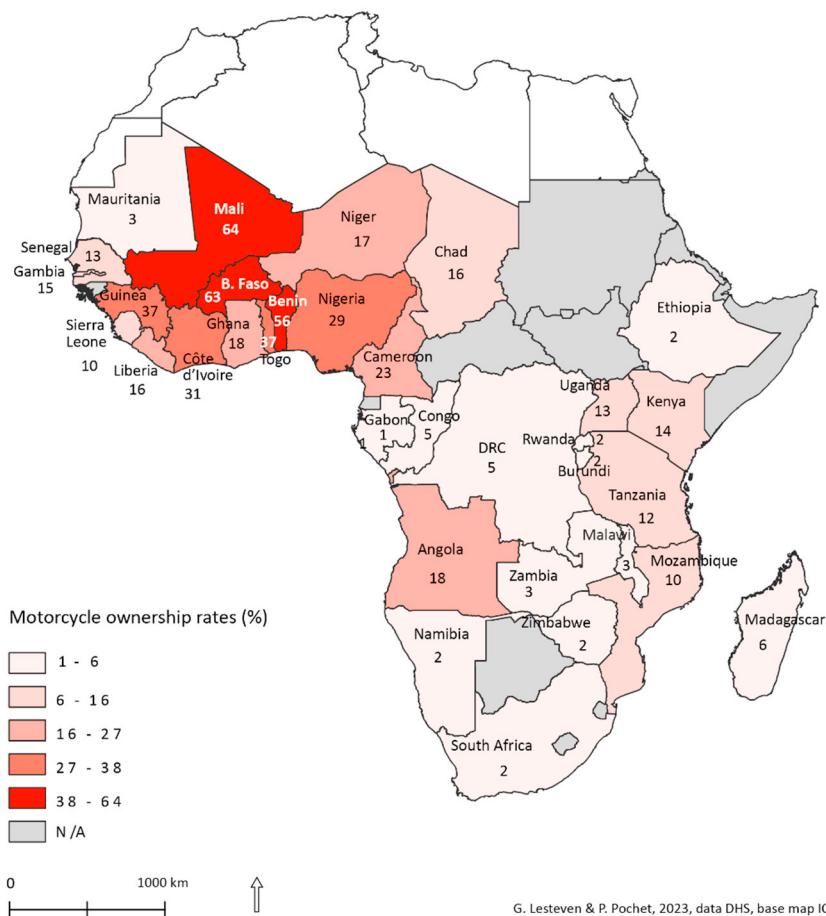 Mauritania
3
Mali
64
Niger
17
Chad
16
Senegal
13
Gambia
15
B. Faso
63
Benin
56
Nigeria
29
Guinea
37
Ghana
18
37
Togo
Sierra
Leone
10
Liberia
16
Côte
d'Ivoire
31
Cameroon
23
Ethiopia
2
Uganda
13
Kenya
14
Gabon
1
1
Congo
5
DRC
5
Rwanda
2
2
Burundi
Tanzania
12
Angola
18
Malawi
3
Zambia
3
Mozambique
10
Madagascar
6
Zimbabwe
2
Namibia
2
South Africa
2
Motorcycle ownership rates (%)
1 - 6
6 - 16
16 - 27
27 - 38
38 - 64
N /A
0
1000 km
G. Lesteven & P. Pochet, 2023, data DHS, base map